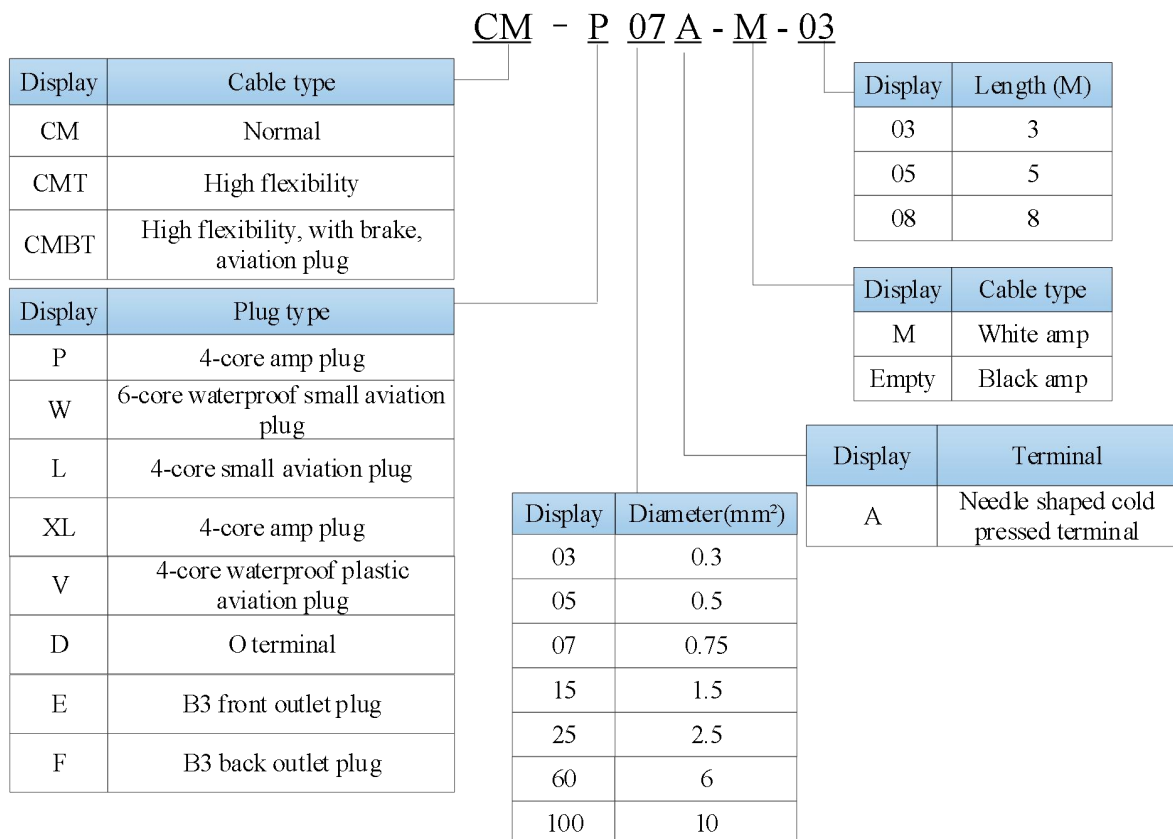 CM - P 07 A - M - 03
Display Cable type
CM Normal
CMT High flexibility
CMBT High flexibility, with brake,
aviation plug
Display Plug type
P 4-core amp plug
W 6-core waterproof small aviation
plug
L 4-core small aviation plug
XL 4-core amp plug
V 4-core waterproof plastic
aviation plug
D O terminal
E B3 front outlet plug
F B3 back outlet plug
Display Diameter(mm²)
03 0.3
05 0.5
07 0.75
15 1.5
25 2.5
60 6
100 10
Display Length (M)
03 3
05 5
08 8
Display Cable type
M White amp
Empty Black amp
Display Terminal
A Needle shaped cold
pressed terminal